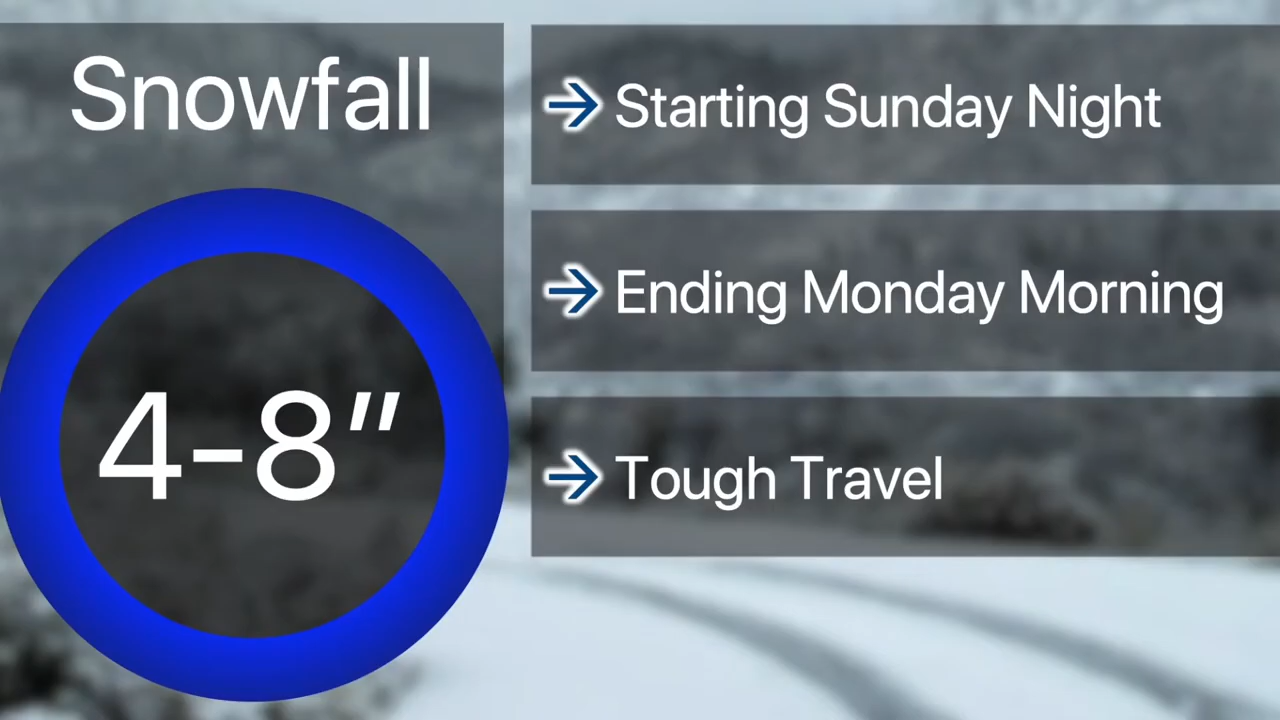 Snowfall
4-8"
Starting Sunday Night
Ending Monday Morning
Tough Travel